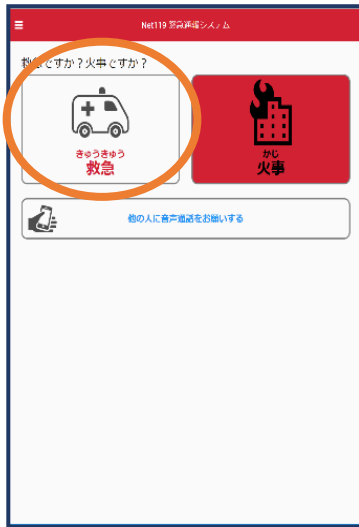 Net119 緊急通報システム
救急ですか？火事ですか？
きゅうきゅう
救急
かじ
火事
他の人に音声通話をお願いする